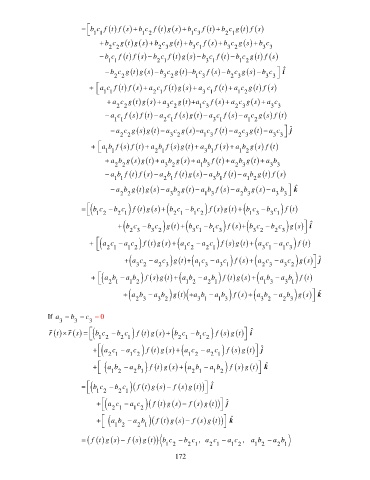 = [b₁c₁ f(t) f(s) + b₁c₂ f(t) g(s) + b₁c₃ f(t) + b₂c₁ g(t) f(s)
+ b₂c₂ g(t) g(s) + b₂c₃ g(t) + b₃c₁ f(s) + b₃c₂ g(s) + b₃c₃
− b₁c₁ f(t) f(s) − b₂c₁ f(t) g(s) − b₃c₁ f(t) − b₁c₂ g(t) f(s)
− b₂c₂ g(t) g(s) − b₃c₂ g(t) − b₁c₃ f(s) − b₂c₃ g(s) − b₃c₃] î
+ [a₁c₁ f(t) f(s) + a₂c₁ f(t) g(s) + a₃c₁ f(t) + a₁c₂ g(t) f(s)
+ a₂c₂ g(t) g(s) + a₃c₂ g(t) + a₁c₃ f(s) + a₂c₃ g(s) + a₃c₃
− a₁c₁ f(s) f(t) − a₂c₁ f(s) g(t) − a₃c₁ f(s) − a₁c₂ g(s) f(t)
− a₂c₂ g(s) g(t) − a₃c₂ g(s) − a₁c₃ f(t) − a₂c₃ g(t) − a₃c₃] ĵ
+ [a₁b₁ f(s) f(t) + a₂b₁ f(s) g(t) + a₃b₁ f(s) + a₁b₂ g(s) f(t)
+ a₂b₂ g(s) g(t) + a₃b₂ g(s) + a₁b₃ f(t) + a₂b₃ g(t) + a₃b₃
− a₁b₁ f(t) f(s) − a₂b₁ f(t) g(s) − a₃b₁ f(t) − a₁b₂ g(t) f(s)
− a₂b₂ g(t) g(s) − a₃b₂ g(t) − a₁b₃ f(s) − a₂b₃ g(s) − a₃b₃] k̂
= [(b₁c₂ − b₂c₁) f(t) g(s) + (b₂c₁ − b₁c₂) f(s) g(t) + (b₁c₃ − b₃c₁) f(t)
+ (b₂c₃ − b₃c₂) g(t) + (b₃c₁ − b₁c₃) f(s) + (b₃c₂ − b₂c₃) g(s)] î
+ [(a₂c₁ − a₁c₂) f(t) g(s) + (a₁c₂ − a₂c₁) f(s) g(t) + (a₃c₁ − a₁c₃) f(t)
+ (a₃c₂ − a₂c₃) g(t) + (a₁c₃ − a₃c₁) f(s) + (a₂c₃ − a₃c₂) g(s)] ĵ
+ [(a₂b₁ − a₁b₂) f(s) g(t) + (a₁b₂ − a₂b₁) f(t) g(s) + (a₁b₃ − a₃b₁) f(t)
+ (a₂b₃ − a₃b₂) g(t) (+a₃b₁ − a₁b₃) f(s) + (a₃b₂ − a₂b₃) g(s)] k̂
If a₃ = b₃ = c₃ = 0
r⃗(t) × r⃗(s) = [(b₁c₂ − b₂c₁) f(t) g(s) + (b₂c₁ − b₁c₂) f(s) g(t)] î
+ [(a₂c₁ − a₁c₂) f(t) g(s) + (a₁c₂ − a₂c₁) f(s) g(t)] ĵ
+ [(a₁b₂ − a₂b₁) f(t) g(s) + (a₂b₁ − a₁b₂) f(s) g(t)] k̂
= [(b₁c₂ − b₂c₁)(f(t) g(s) − f(s) g(t))] î
+ [(a₂c₁ − a₁c₂)(f(t) g(s) − f(s) g(t))] ĵ
+ [(a₁b₂ − a₂b₁)(f(t) g(s) − f(s) g(t))] k̂
= (f(t) g(s) − f(s) g(t)) ⟨b₁c₂ − b₂c₁, a₂c₁ − a₁c₂, a₁b₂ − a₂b₁⟩
172